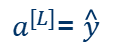 a^[L] = ŷ